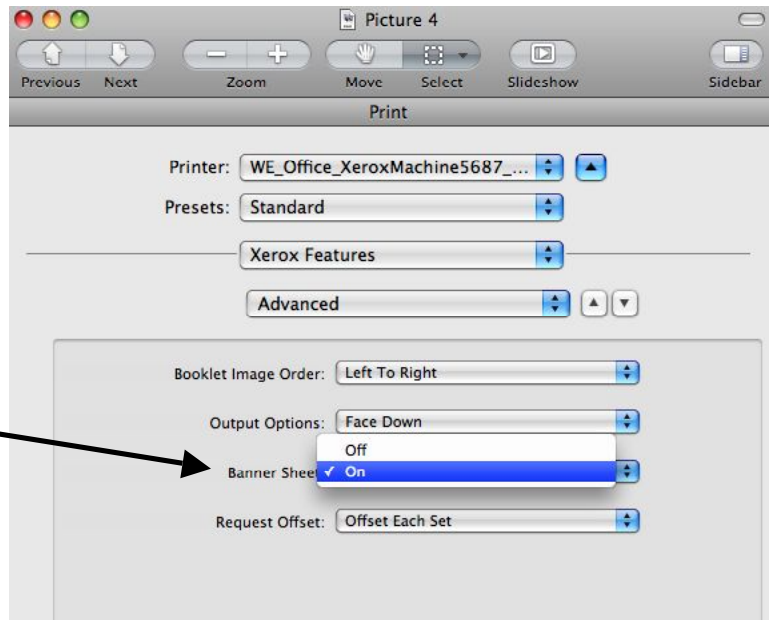 Picture 4
Previous Next Zoom Move Select Slideshow Sidebar
Print
Printer: WE_Office_XeroxMachine5687_...
Presets: Standard
Xerox Features
Advanced
Booklet Image Order: Left To Right
Output Options: Face Down
Off
Banner Sheet ✓ On
Request Offset: Offset Each Set